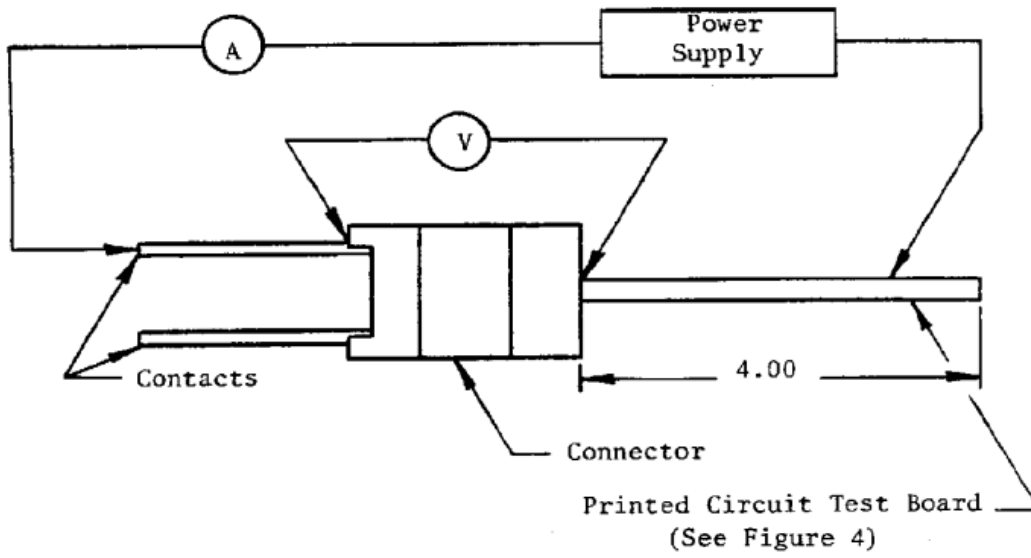 Power
Supply
A
V
Contacts
4.00
Connector
Printed Circuit Test Board
(See Figure 4)